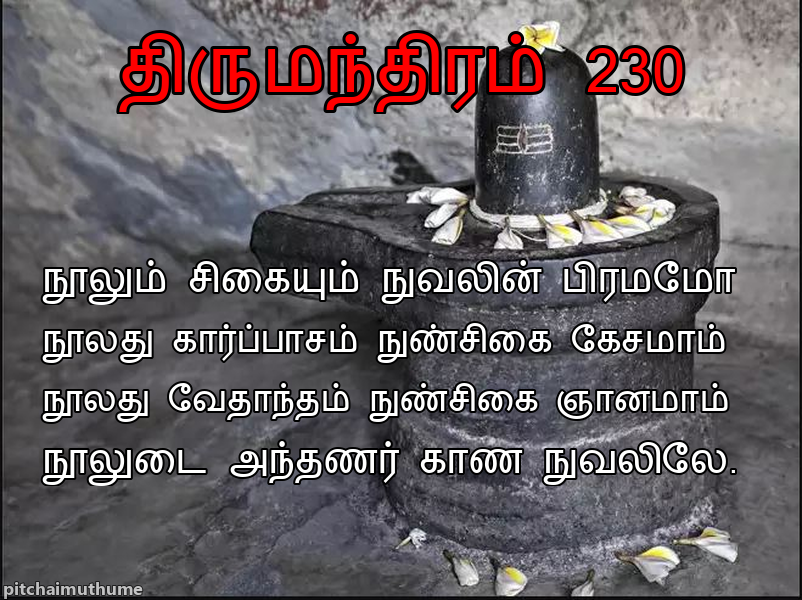 திருமந்திரம் 230
நூலும் சிகையும் நுவலின் பிரமமோ
நூலது கார்ப்பாசம் நுண்சிகை கேசமாம்
நூலது வேதாந்தம் நுண்சிகை ஞானமாம்
நூலுடை அந்தணர் காண நுவலிலே.
pitchaimuthume